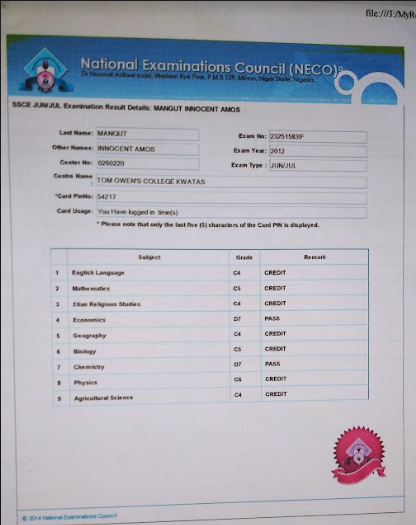 file:///J:/MyRe
National Examinations Council (NECO)
Dr Nnamdi Azikwe road, Western Bye Pass, P.M.B 159, Minna, Niger State, Nigeria.
SSCE JUN/JUL Examination Result Details: MANGUT INNOCENT AMOS
Last Name: MANGUT Exam No: 23251583IF
Other Names: INNOCENT AMOS Exam Year: 2012
Center No: 0260220 Exam Type : JUN/JUL
Centre Name : TOM OWEN'S COLLEGE KWATAS
*Card PinNo: 54217
Card Usage: You Have logged in time(s)
* Please note that only the last five (5) characters of the Card PIN is displayed.
Subject Grade Remark
1 English Language C4 CREDIT
2 Mathematics C5 CREDIT
3 Xtian Religious Studies C4 CREDIT
4 Economics D7 PASS
5 Geography C4 CREDIT
6 Biology C5 CREDIT
7 Chemistry D7 PASS
8 Physics C6 CREDIT
9 Agricultural Science C4 CREDIT
© 2014 National Examinations Council